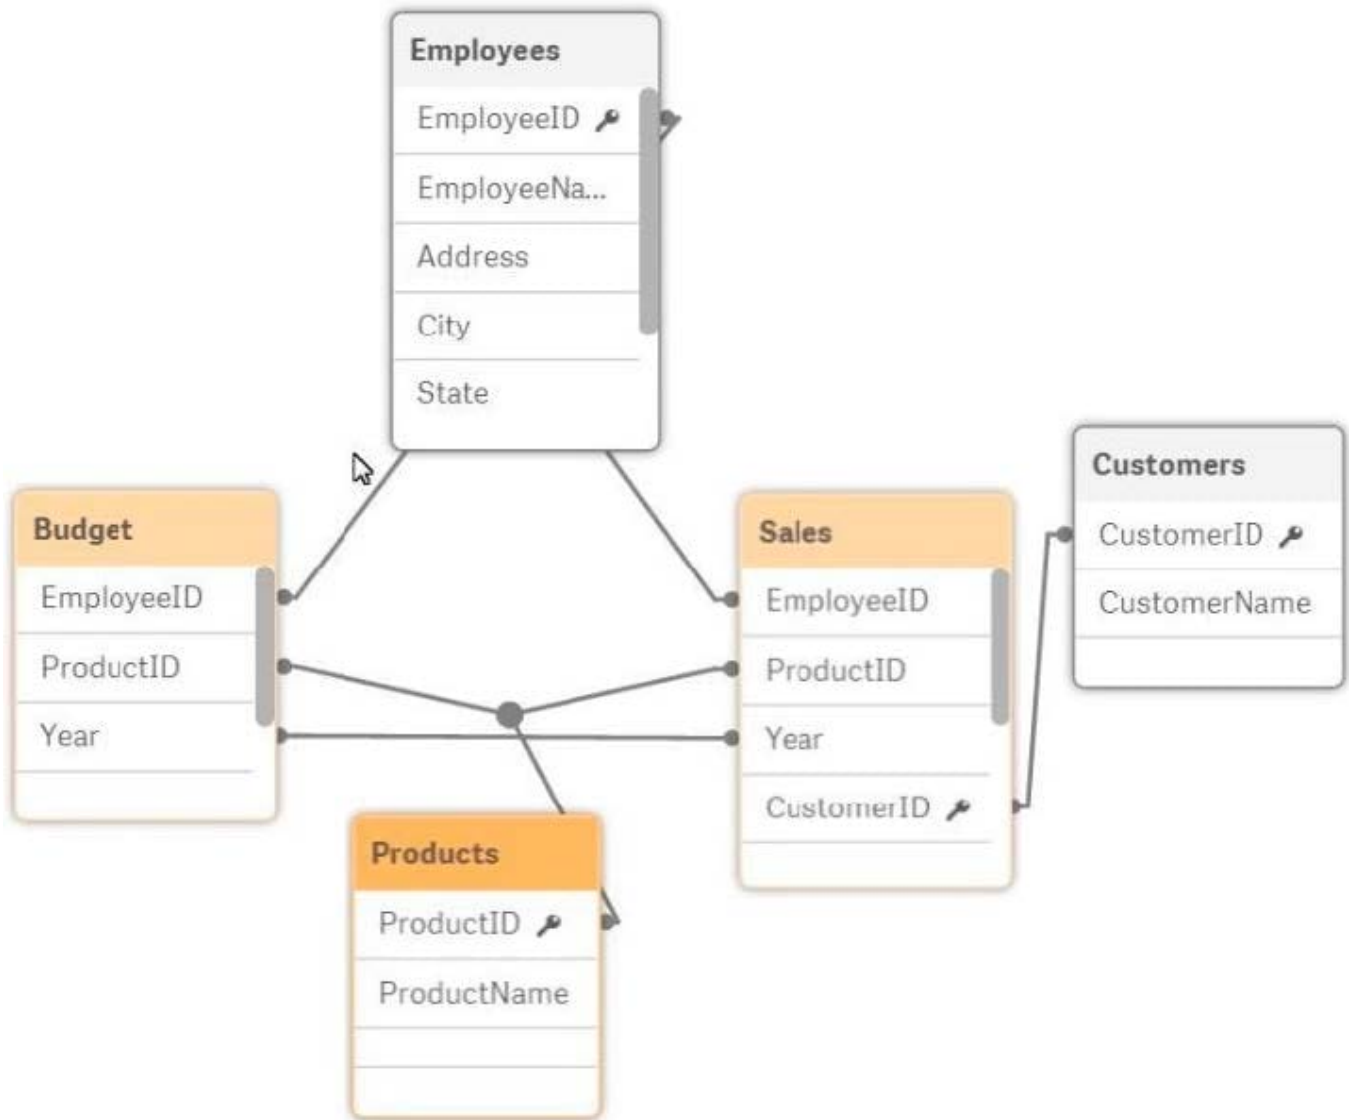 Employees
EmployeeID
EmployeeNa...
Address
City
State
Budget
EmployeeID
ProductID
Year
Sales
EmployeeID
ProductID
Year
CustomerID
Customers
CustomerID
CustomerName
Products
ProductID
ProductName